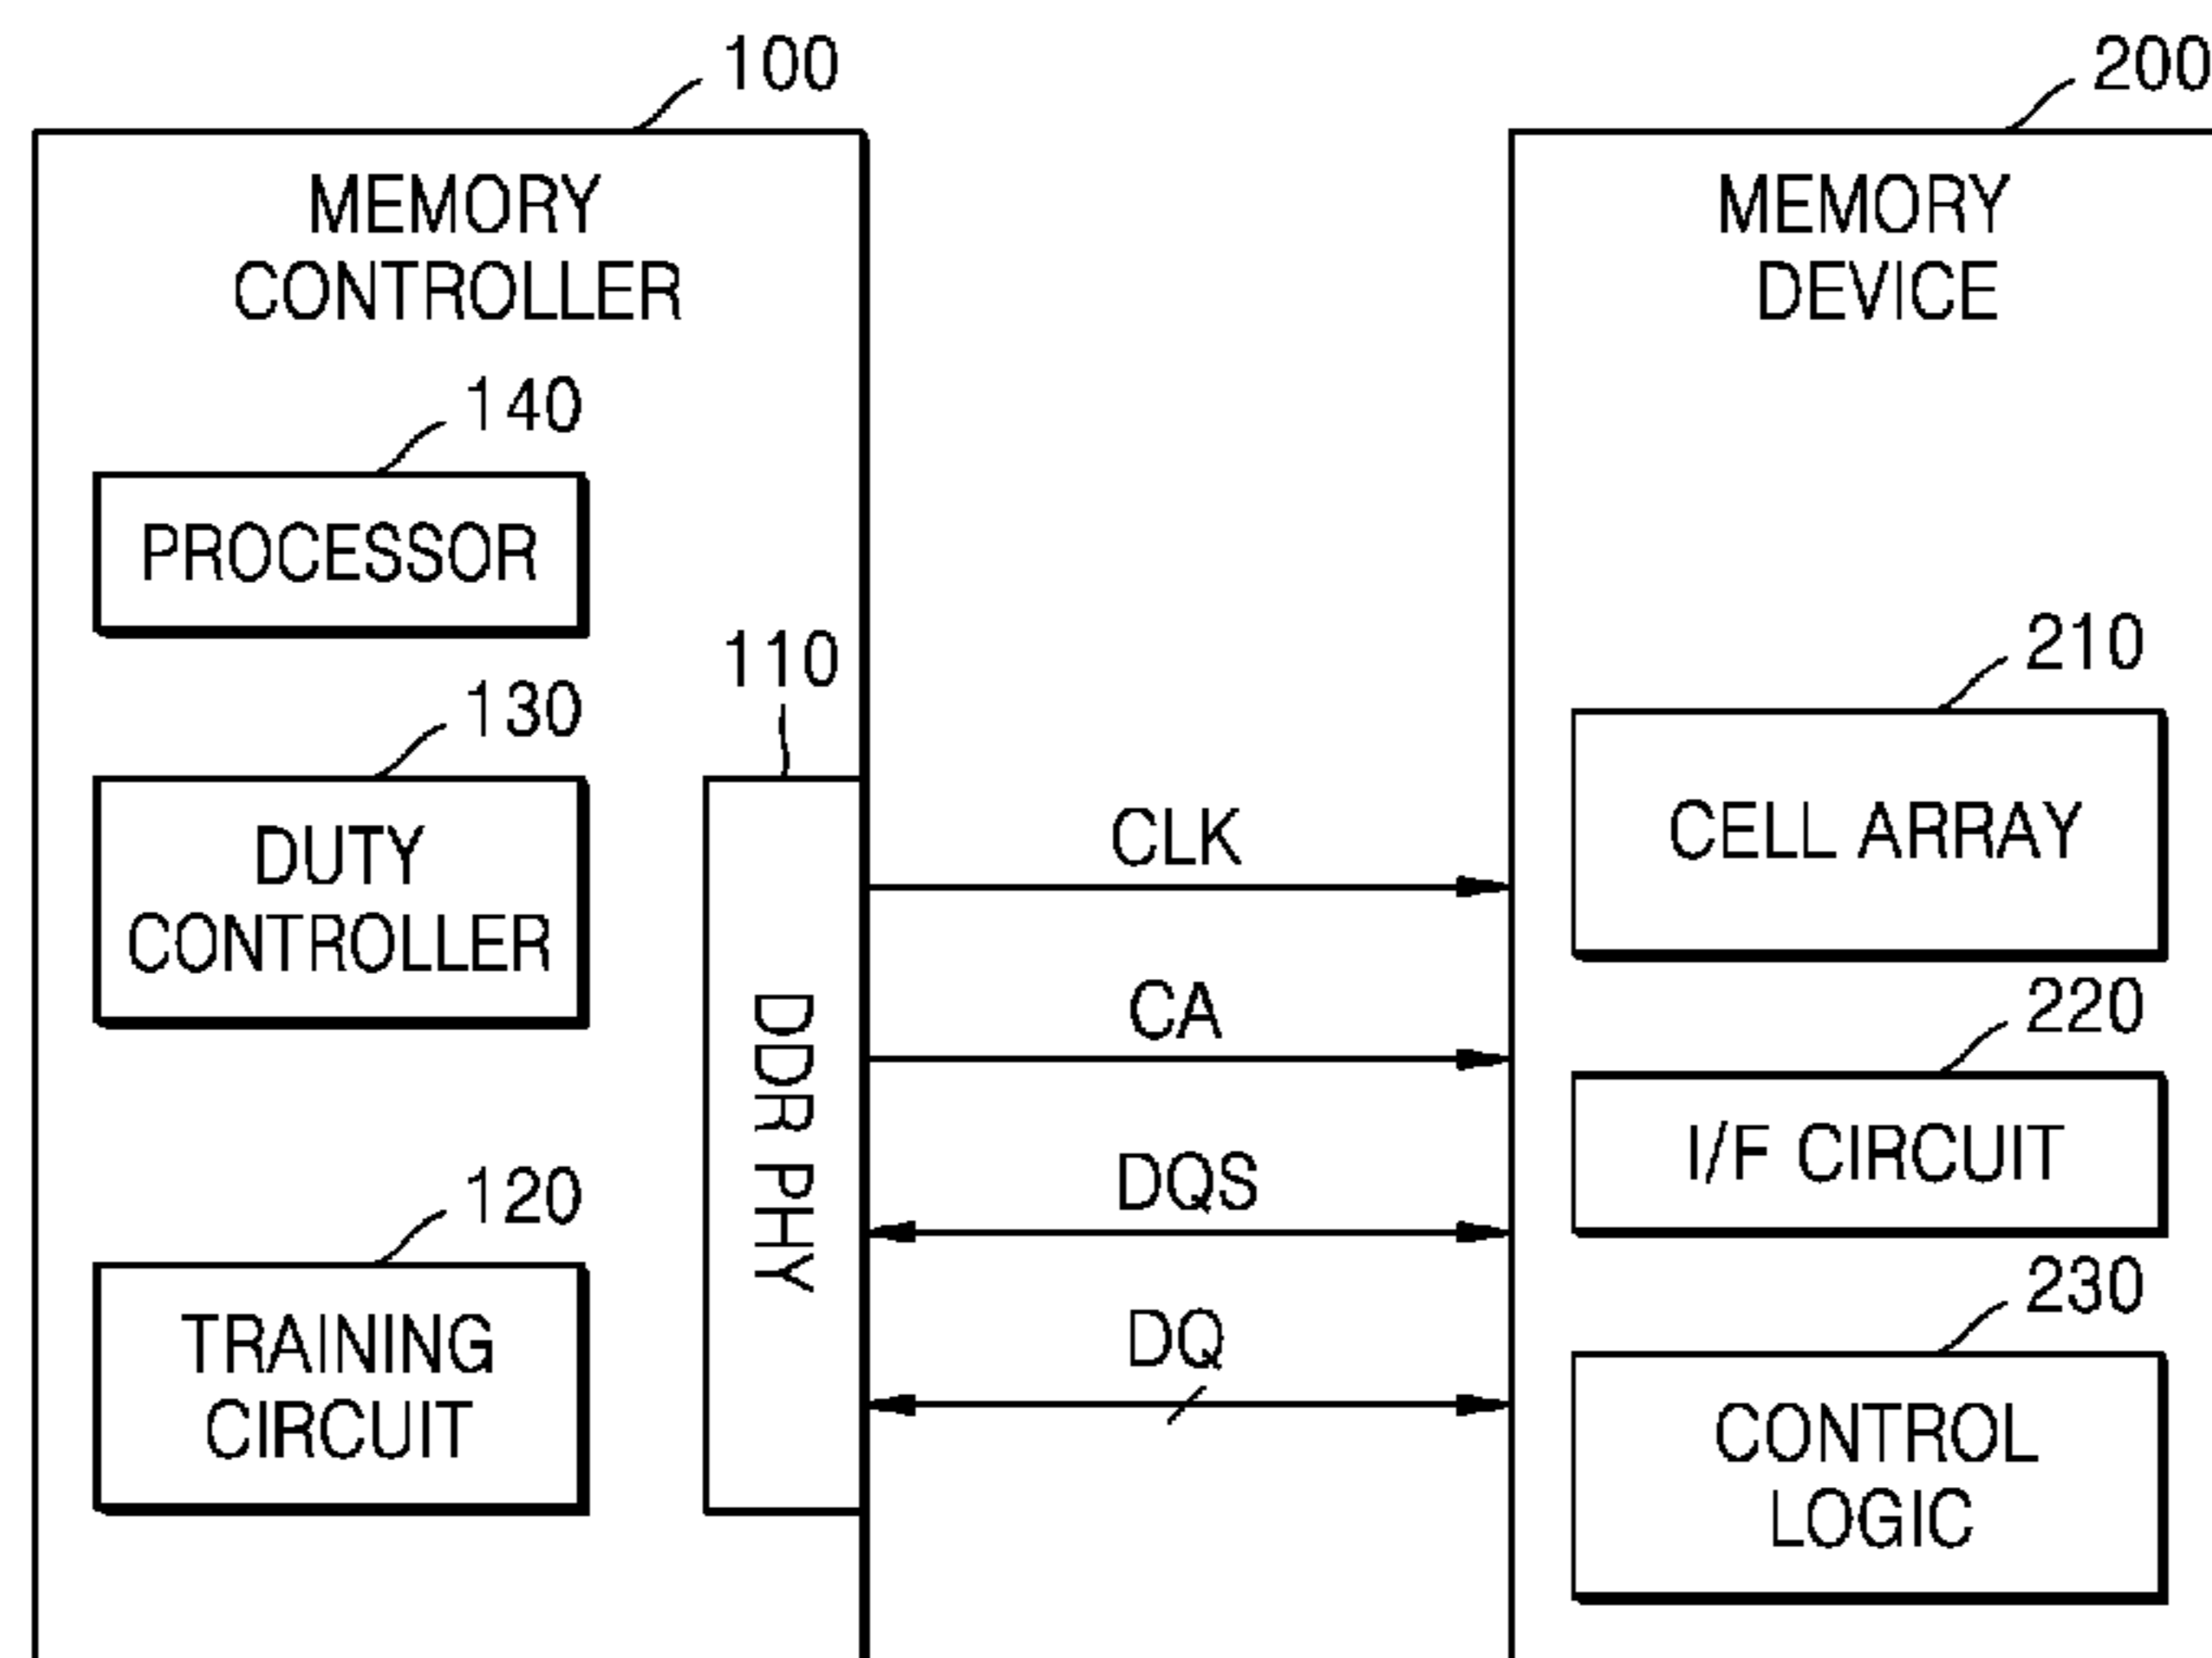 100
MEMORY
CONTROLLER
140
PROCESSOR
130
DUTY
CONTROLLER
120
TRAINING
CIRCUIT
110
DDR PHY
CLK
CA
DQS
DQ
200
MEMORY
DEVICE
210
CELL ARRAY
220
I/F CIRCUIT
230
CONTROL
LOGIC